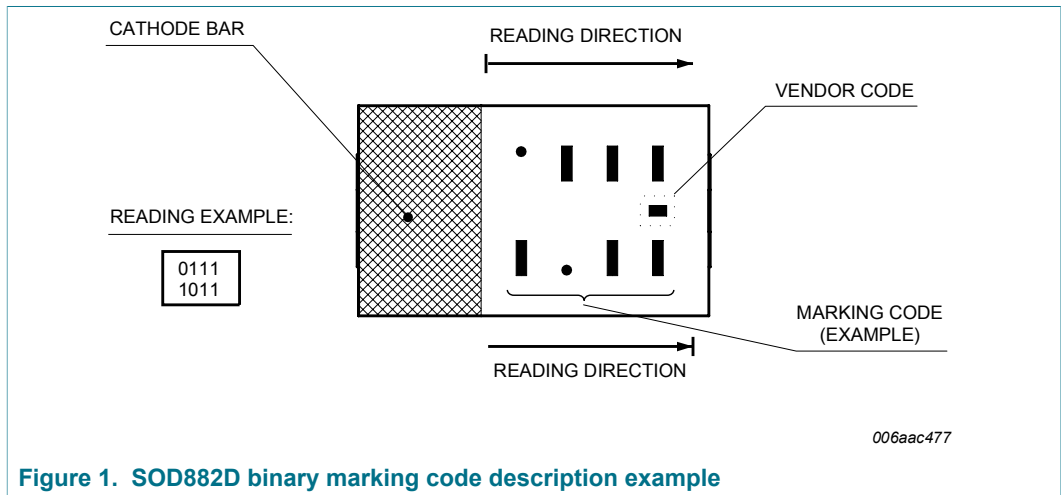 CATHODE BAR
READING DIRECTION
VENDOR CODE
READING EXAMPLE:
0111
1011
MARKING CODE
(EXAMPLE)
READING DIRECTION
006aac477
Figure 1. SOD882D binary marking code description example